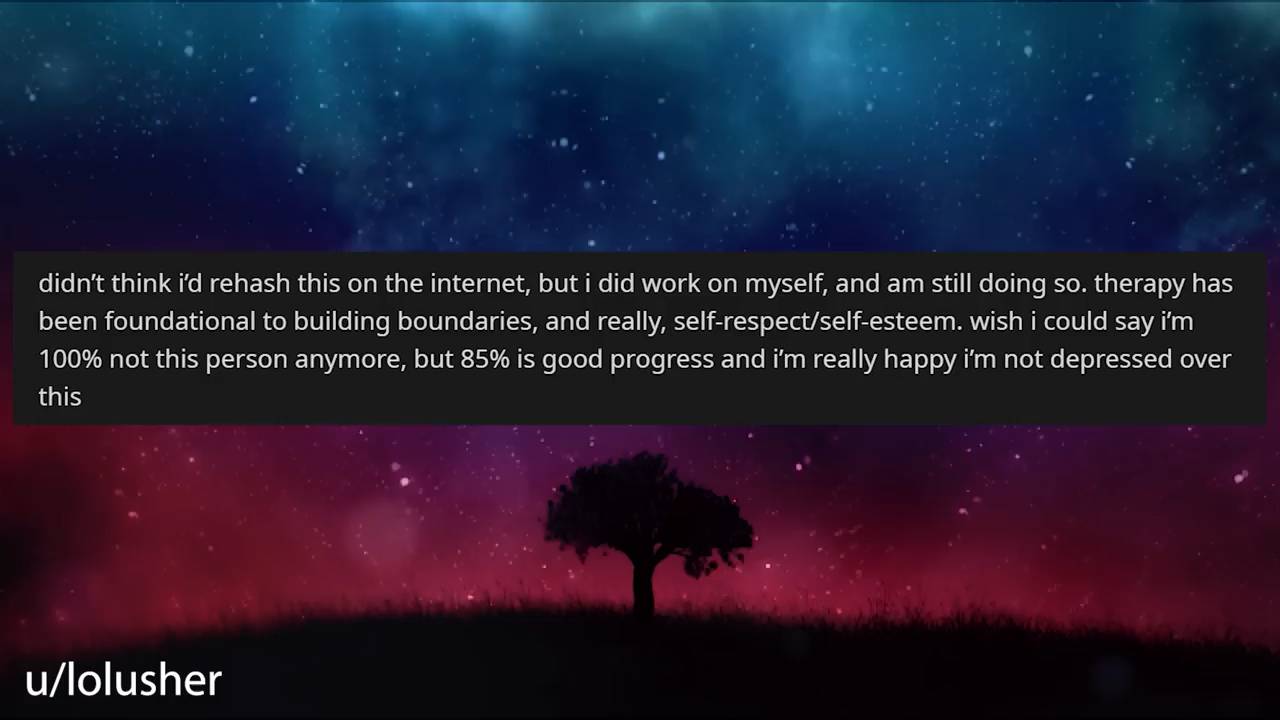 didn’t think i’d rehash this on the internet, but i did work on myself, and am still doing so. therapy has
been foundational to building boundaries, and really, self-respect/self-esteem. wish i could say i’m
100% not this person anymore, but 85% is good progress and i’m really happy i’m not depressed over
this
u/lolusher